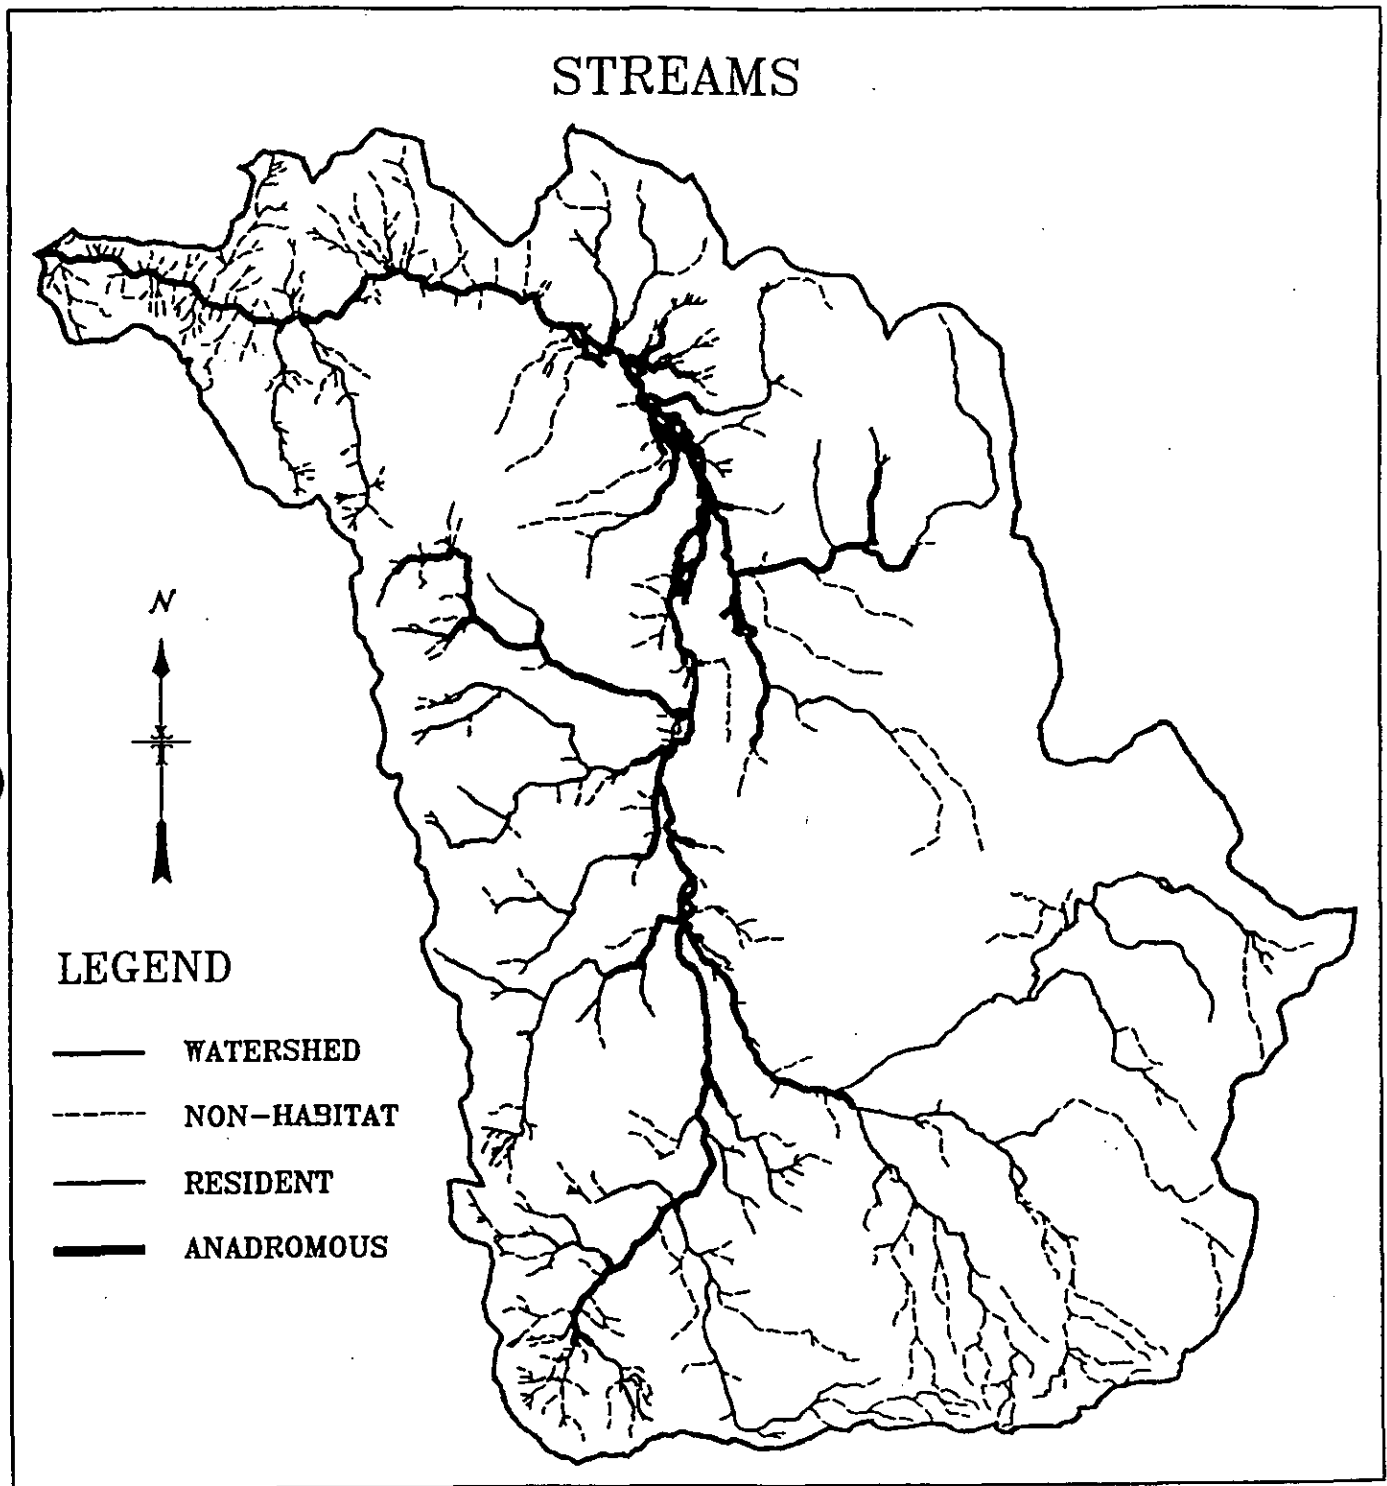 STREAMS
N
LEGEND
WATERSHED
NON-HABITAT
RESIDENT
ANADROMOUS